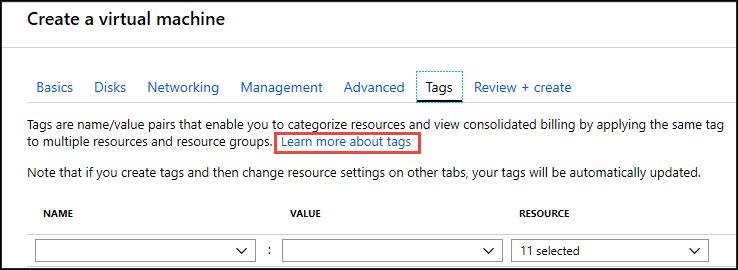 Create a virtual machine
Basics Disks Networking Management Advanced Tags Review + create
Tags are name/value pairs that enable you to categorize resources and view consolidated billing by applying the same tag
to multiple resources and resource groups. Learn more about tags
Note that if you create tags and then change resource settings on other tabs, your tags will be automatically updated.
NAME VALUE RESOURCE
: 11 selected